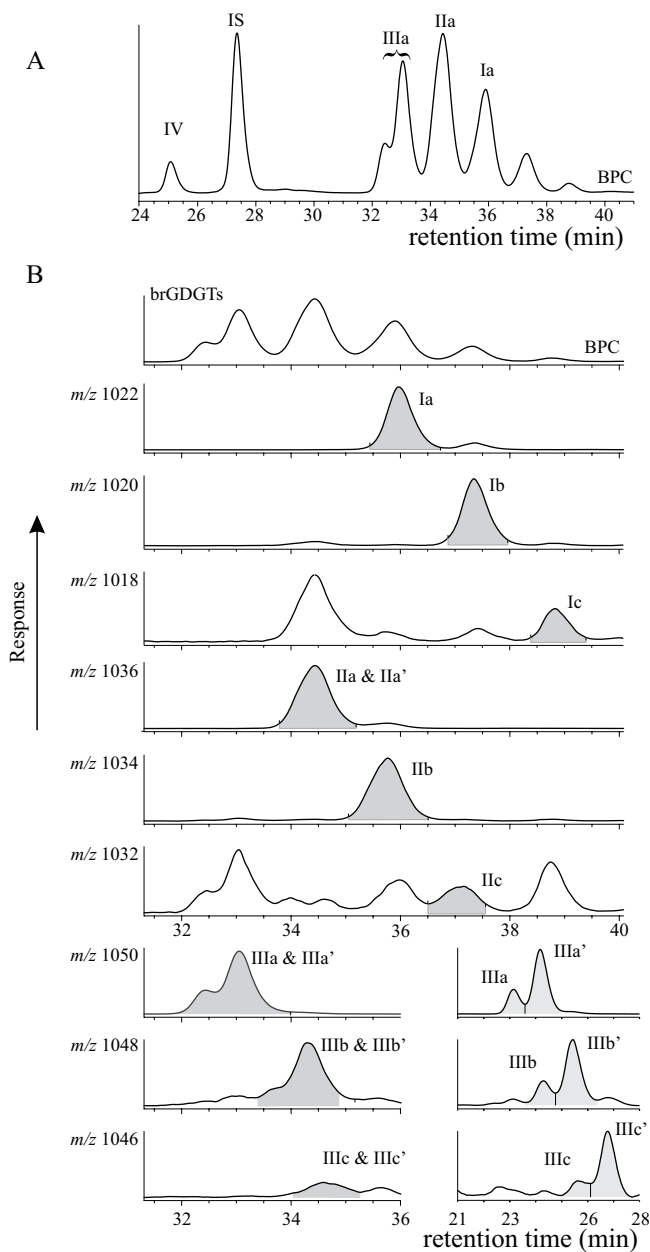 A
IS
IIa
IIIa
Ia
IV
BPC
24 26 28 30 32 34 36 38 40
retention time (min)
B
brGDGTs
BPC
m/z 1022
Ia
m/z 1020
Ib
m/z 1018
Ic
Response
m/z 1036
IIa & IIa’
m/z 1034
IIb
m/z 1032
IIc
32 34 36 38 40
m/z 1050
IIIa & IIIa’
IIIa
IIIa’
m/z 1048
IIIb & IIIb’
IIIb
IIIb’
m/z 1046
IIIc & IIIc’
IIIc
IIIc’
32 34 36
21 23 26 28
retention time (min)